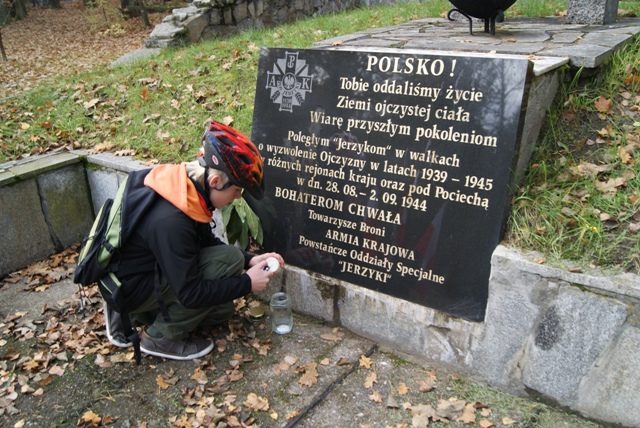 POLSKO !
Tobie oddaliśmy życie
Ziemi ojczystej ciała
Wiarę przyszłym pokoleniom
Poległym "Jerzykom" w walkach
o wyzwolenie Ojczyzny w latach 1939 - 1945
różnych rejonach kraju oraz pod Pociechą
w dn. 28.08. - 2.09. 1944
BOHATEROM CHWAŁA
Towarzysze Broni
ARMIA KRAJOWA
Powstańcze Oddziały Specjalne
"JERZYKI"
P
A K